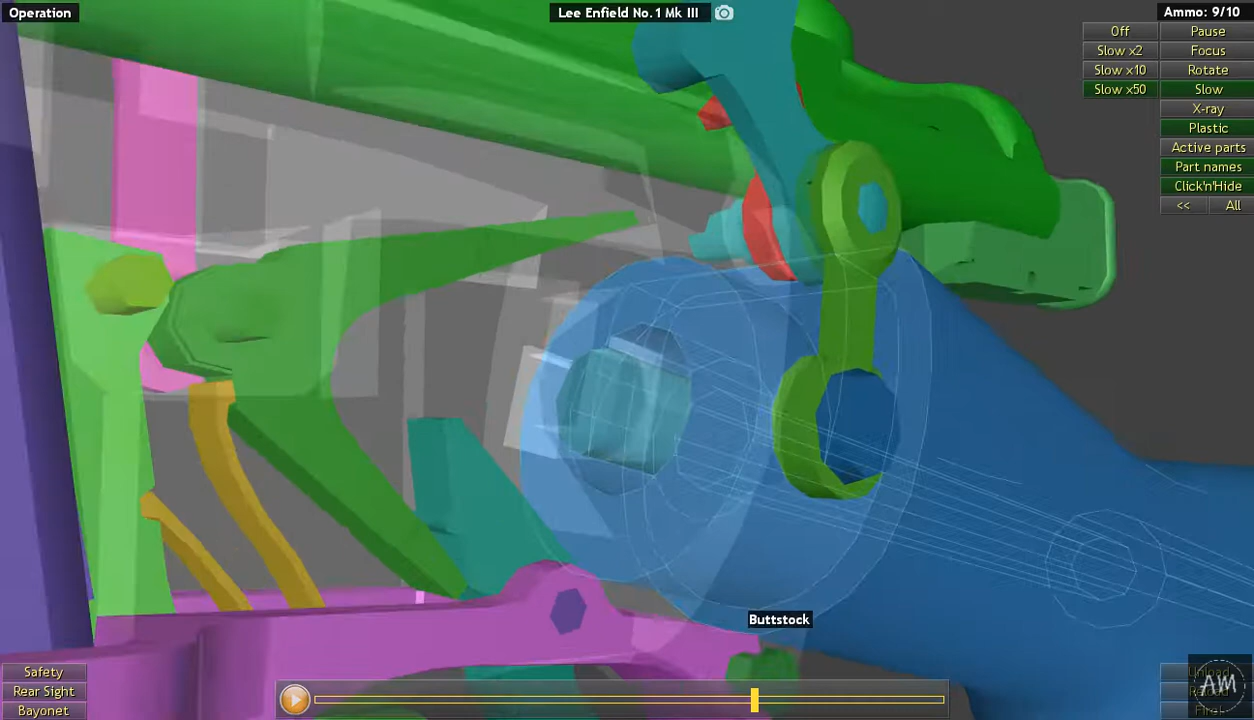 Operation
Lee Enfield No. 1 Mk III
Ammo: 9/10
Off
Pause
Slow x2
Focus
Slow x10
Rotate
Slow x50
Slow
X-ray
Plastic
Active parts
Part names
Click'n'Hide
<<
All
Buttstock
Safety
Rear Sight
Bayonet
AM